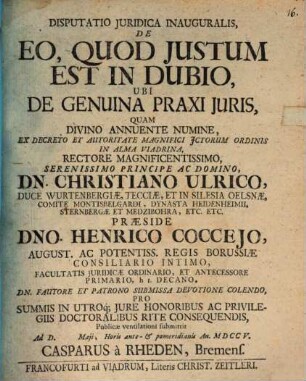 16.
DISPUTATIO JURIDICA INAUGURALIS,
DE
EO, QUOD JUSTUM
EST IN DUBIO,
UBI
DE GENUINA PRAXI JURIS,
QUAM
DIVINO ANNUENTE NUMINE,
EX DECRETO ET AUTORITATE MAGNIFICI JCTORUM ORDINIS
IN ALMA VIADRINA,
RECTORE MAGNIFICENTISSIMO,
SERENISSIMO PRINCIPE AC DOMINO,
DN. CHRISTIANO ULRICO,
DUCE WURTENBERGIÆ, TECCIÆ, ET IN SILESIA OELSNÆ,
COMITE MONTISBELGARDI, DYNASTA HEIDENHEIMII,
STERNBERGÆ ET MEDZIBOHRA, ETC. ETC.
PRÆSIDE
DNO. HENRICO COCCEJO,
AUGUST. AC POTENTISS. REGIS BORUSSIÆ
CONSILIARIO INTIMO,
FACULTATIS JURIDICÆ ORDINARIO, ET ANTECESSORE
PRIMARIO, h. t. DECANO,
DN. FAUTORE ET PATRONO SUBMISSA DEVOTIONE COLENDO,
PRO
SUMMIS IN UTROq; JURE HONORIBUS AC PRIVILE-
GIIS DOCTORALIBUS RITE CONSEQUENDIS,
Publicæ ventilationi submittit
Ad D. Maji, Horis ante- & pomeridianis An. MDCCV.
CASPARUS à RHEDEN, Bremens.
FRANCOFURTI ad VIADRUM, Literis CHRIST. ZEITLERI.